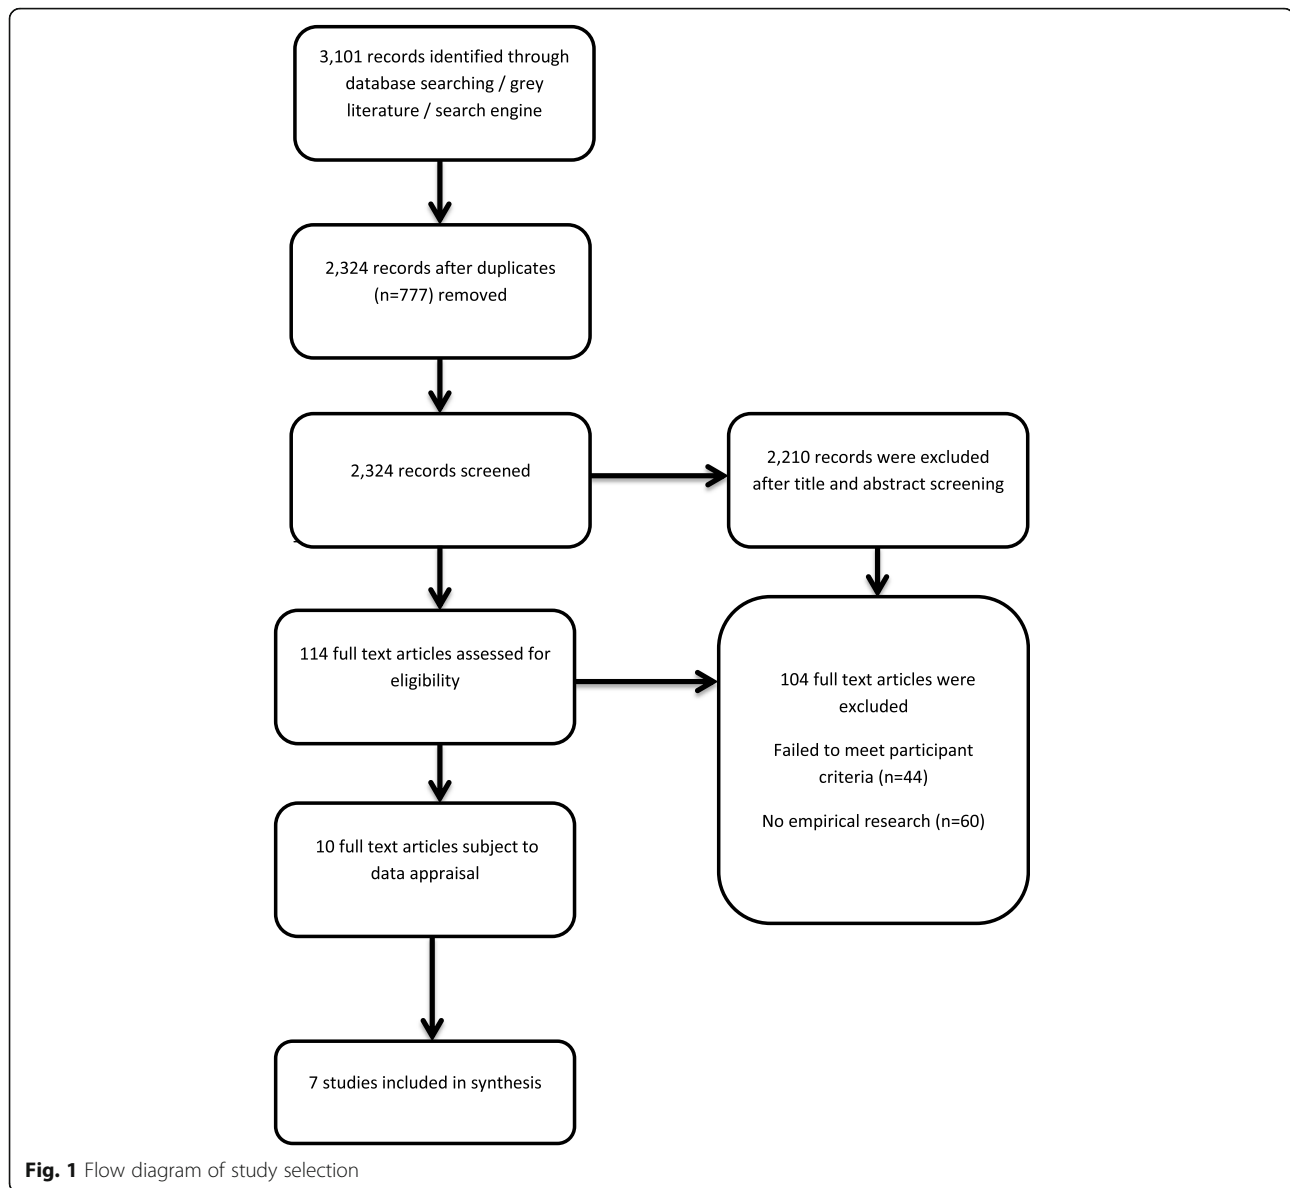 3,101 records identified through
database searching / grey
literature / search engine
2,324 records after duplicates
(n=777) removed
2,324 records screened
2,210 records were excluded
after title and abstract screening
114 full text articles assessed for
eligibility
104 full text articles were
excluded
Failed to meet participant
criteria (n=44)
No empirical research (n=60)
10 full text articles subject to
data appraisal
7 studies included in synthesis
Fig. 1 Flow diagram of study selection